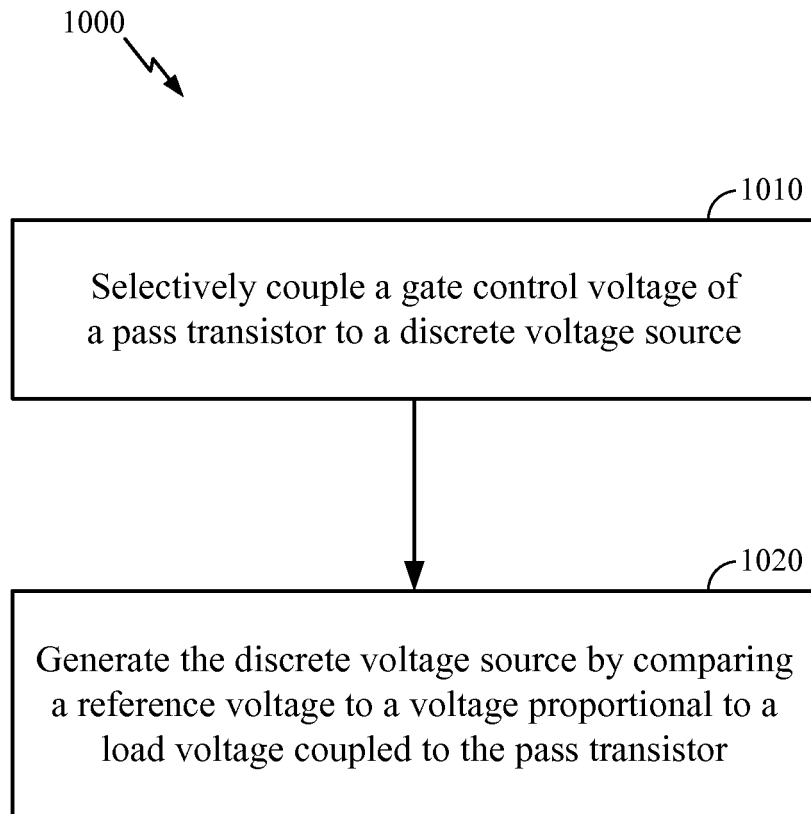 1000
1010
Selectively couple a gate control voltage of
a pass transistor to a discrete voltage source
1020
Generate the discrete voltage source by comparing
a reference voltage to a voltage proportional to a
load voltage coupled to the pass transistor